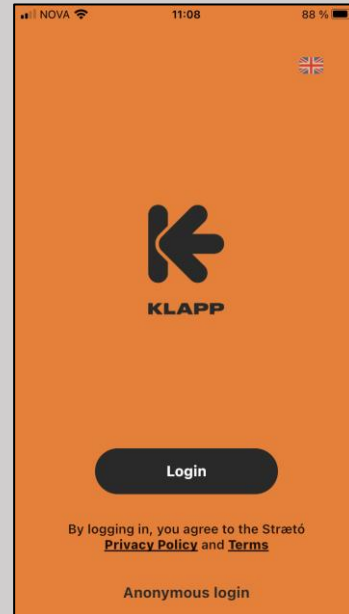 NOVA 11:08 88 %
KLAPP
Login
By logging in, you agree to the Strætó
Privacy Policy and Terms
Anonymous login